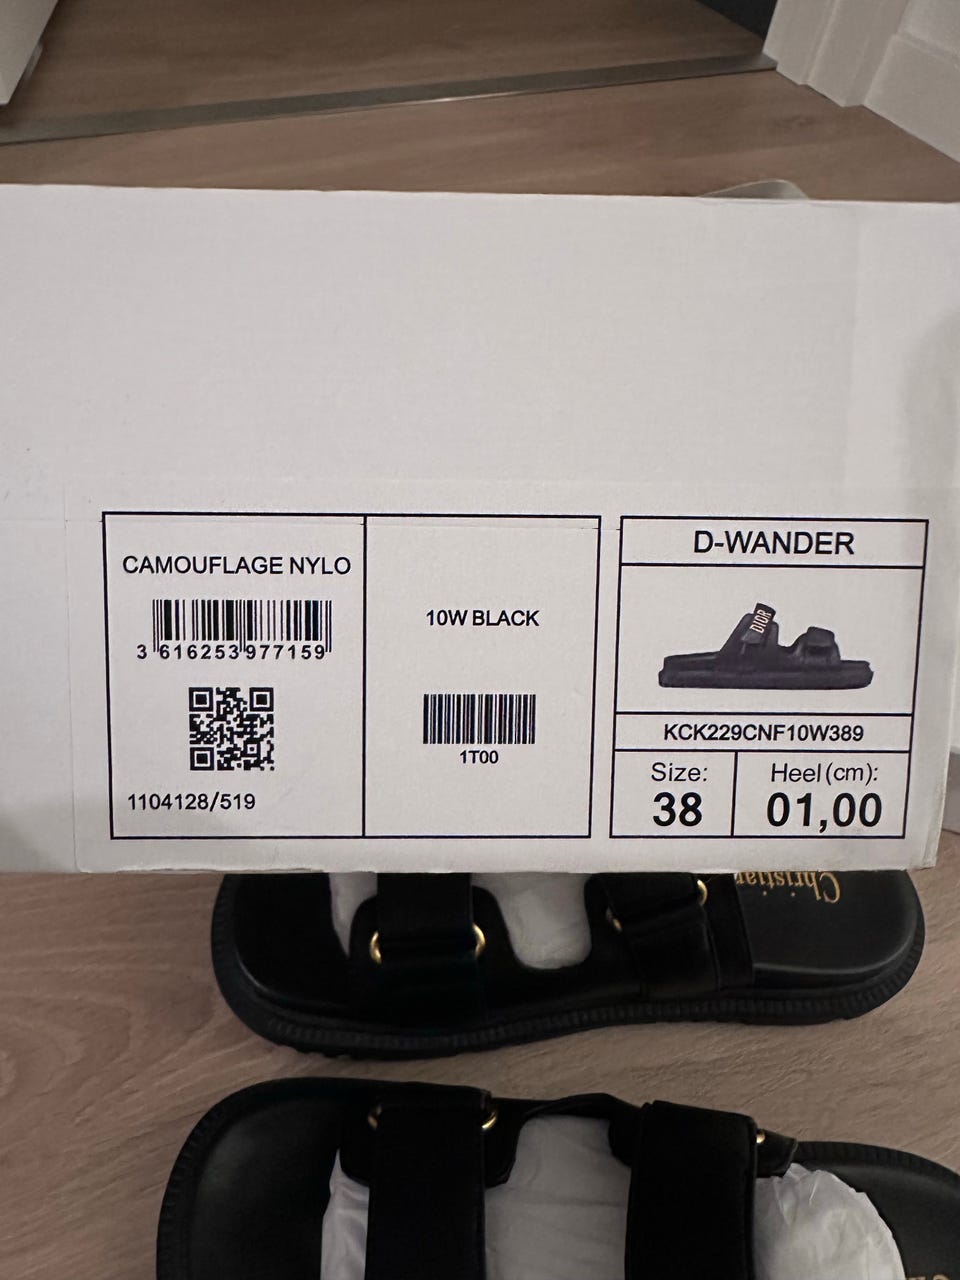 CAMOUFLAGE NYLO
3 616253 977159
1104128/519
10W BLACK
1T00
D-WANDER
DIOR
KCK229CNF10W389
Size:
38
Heel (cm):
01,00
Christian